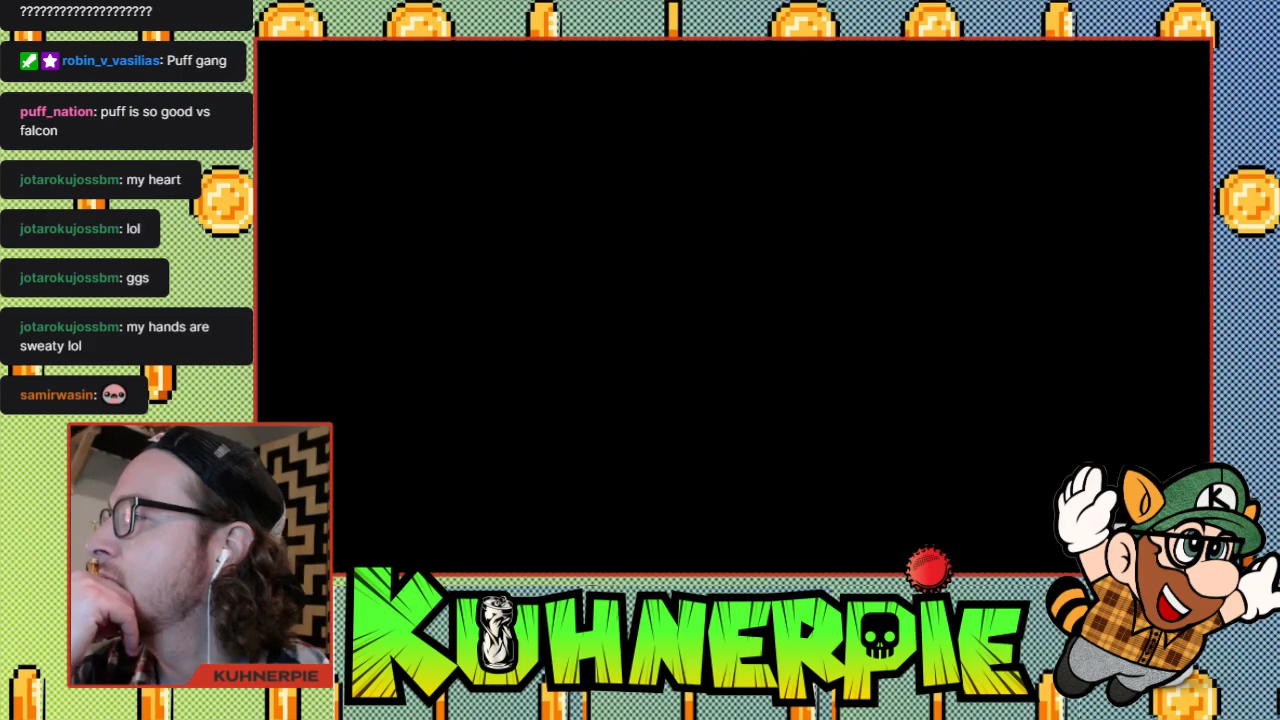 ???????????????????
robin_v_vasilias: Puff gang
puff_nation: puff is so good vs
falcon
jotarokujossbm: my heart
jotarokujossbm: lol
jotarokujossbm: ggs
jotarokujossbm: my hands are
sweaty lol
samirwasin:
KUHNERPIE
KUHNERPIE
K